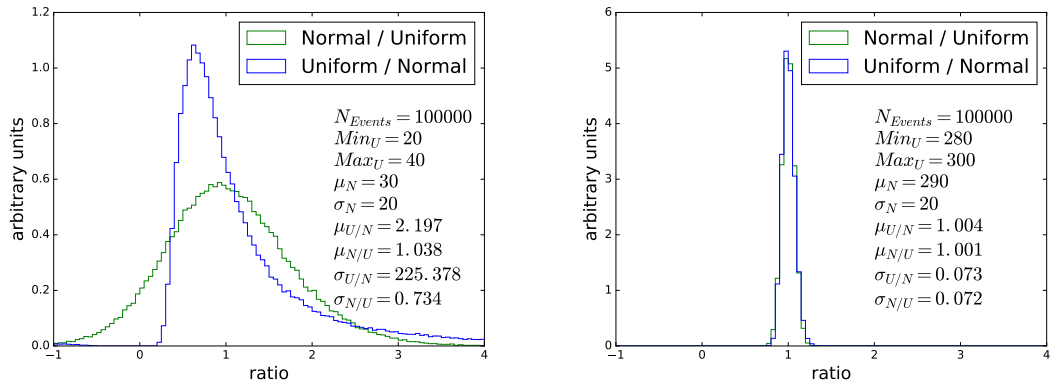 1.2
1.0
0.8
0.6
0.4
0.2
0.0
arbitrary units
−1 0 1 2 3 4
ratio
Normal / Uniform
Uniform / Normal
N_Events = 100000
Min_U = 20
Max_U = 40
μ_N = 30
σ_N = 20
μ_U/N = 2.197
μ_N/U = 1.038
σ_U/N = 225.378
σ_N/U = 0.734
6
5
4
3
2
1
0
arbitrary units
−1 0 1 2 3 4
ratio
Normal / Uniform
Uniform / Normal
N_Events = 100000
Min_U = 280
Max_U = 300
μ_N = 290
σ_N = 20
μ_U/N = 1.004
μ_N/U = 1.001
σ_U/N = 0.073
σ_N/U = 0.072